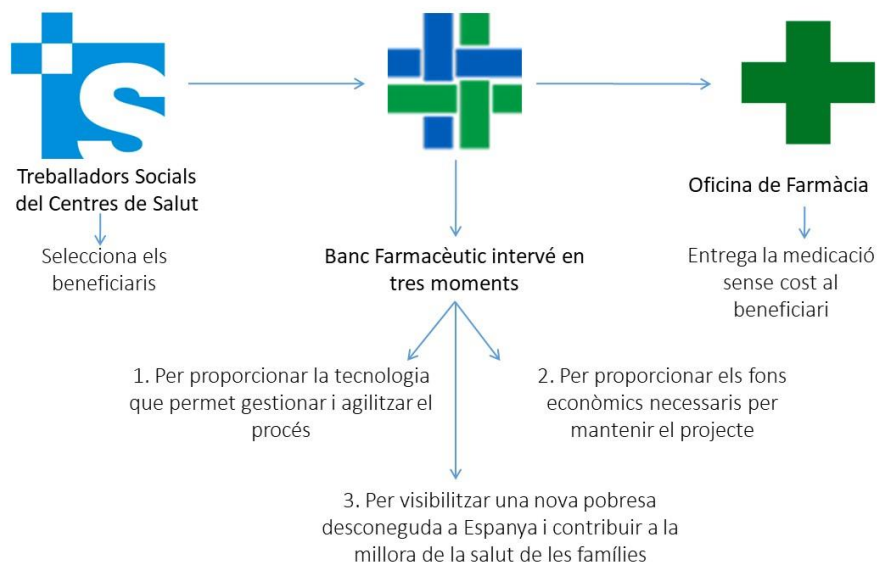 Treballadors Socials
del Centres de Salut
Selecciona els
beneficiaris
Banc Farmacèutic intervé en
tres moments
Oficina de Farmàcia
Entrega la medicació
sense cost al
beneficiari
1. Per proporcionar la tecnologia
que permet gestionar i agilitzar el
procés
2. Per proporcionar els fons
econòmics necessaris per
mantenir el projecte
3. Per visibilitzar una nova pobresa
desconeguda a Espanya i contribuir a la
millora de la salut de les famílies